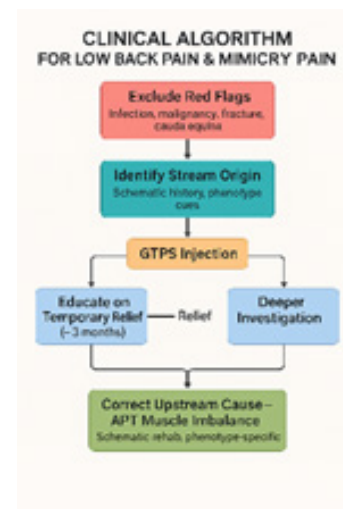 CLINICAL ALGORITHM
FOR LOW BACK PAIN & MIMICRY PAIN
Exclude Red Flags
Infection, malignancy, fracture,
cauda equina
Identify Stream Origin
Schematic history, phenotype
cues
GTPS Injection
Educate on
Temporary Relief
(~3 months)
Relief
Deeper
Investigation
Correct Upstream Cause–
APT Muscle Imbalance
Schematic rehab, phenotype-specific